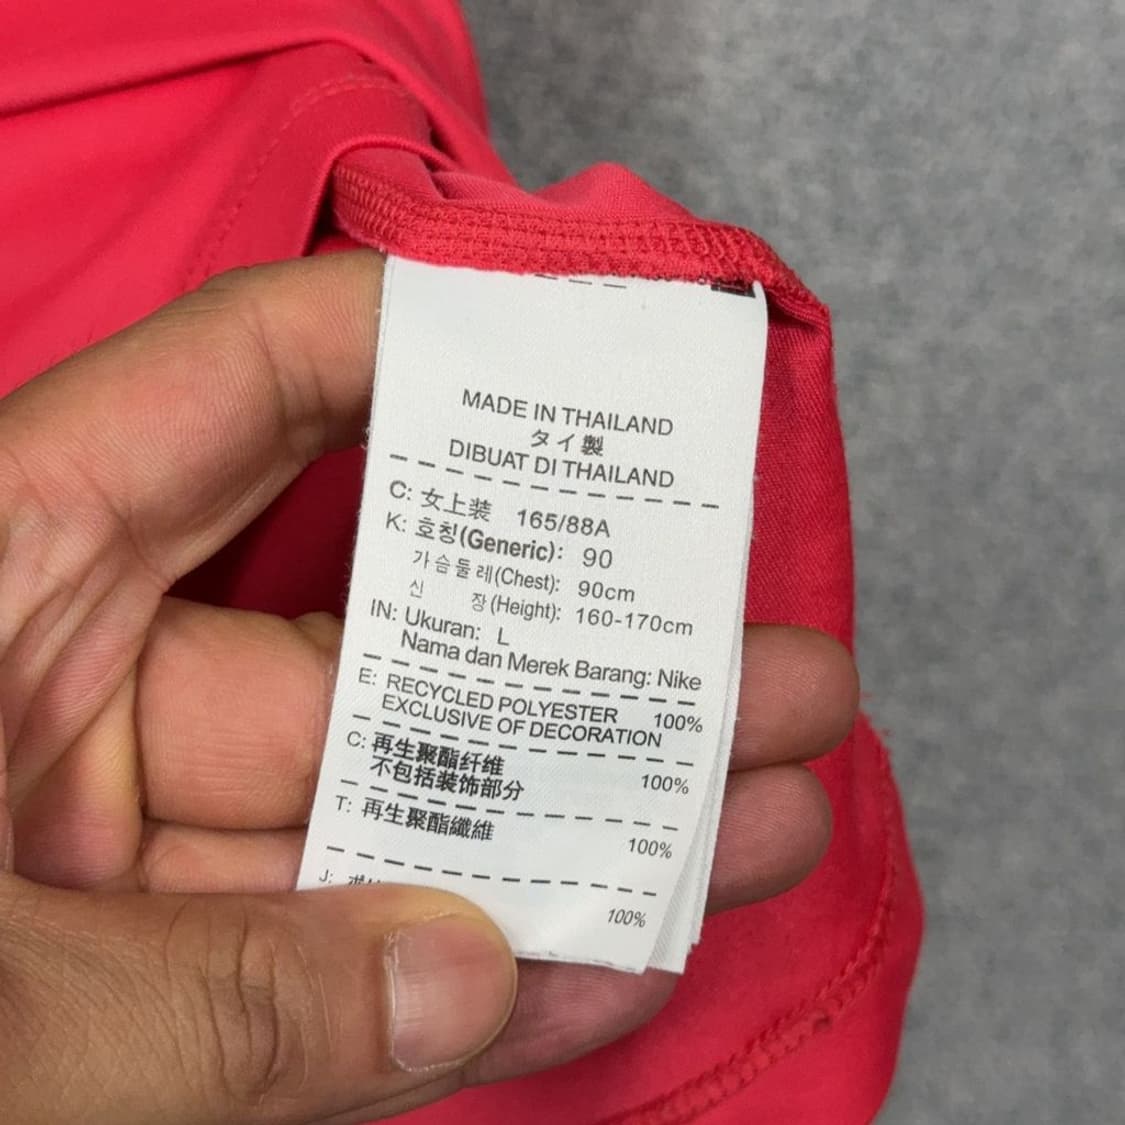 MADE IN THAILAND
タイ製
DIBUAT DI THAILAND
C: 女上装 165/88A
K: 호칭(Generic): 90
가슴둘레(Chest): 90cm
신 장(Height): 160-170cm
IN: Ukuran: L
Nama dan Merek Barang: Nike
E: RECYCLED POLYESTER 100%
EXCLUSIVE OF DECORATION
C: 再生聚酯纤维 100%
不包括装饰部分
T: 再生聚酯纖維 100%
J: 100%